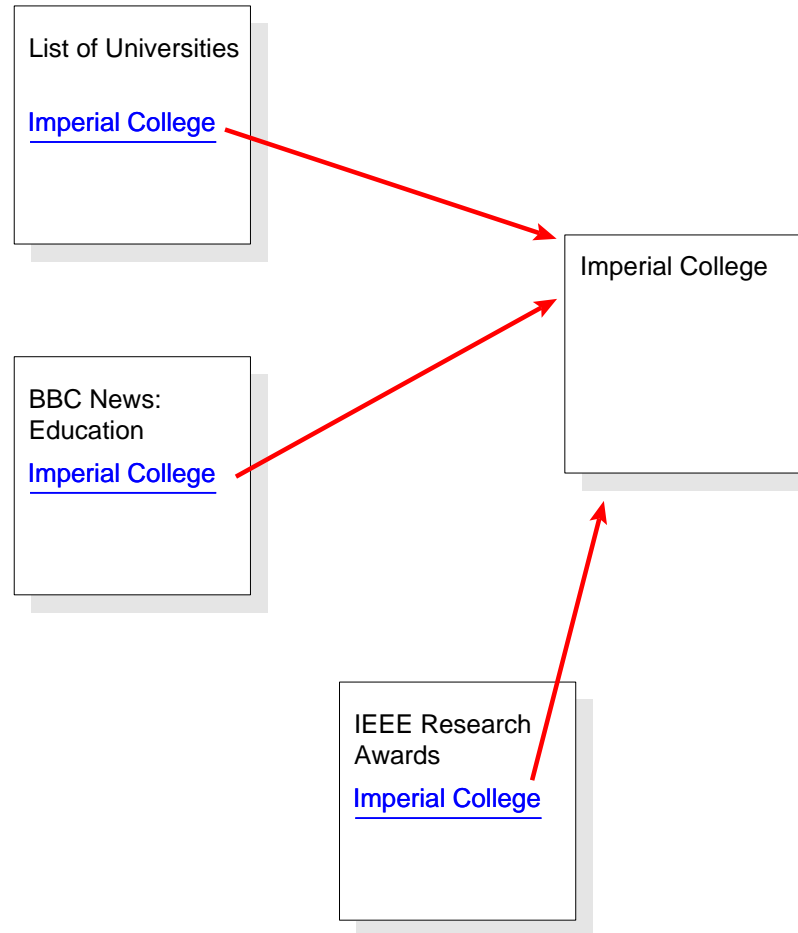 List of Universities
Imperial College
Imperial College
BBC News:
Education
Imperial College
IEEE Research
Awards
Imperial College